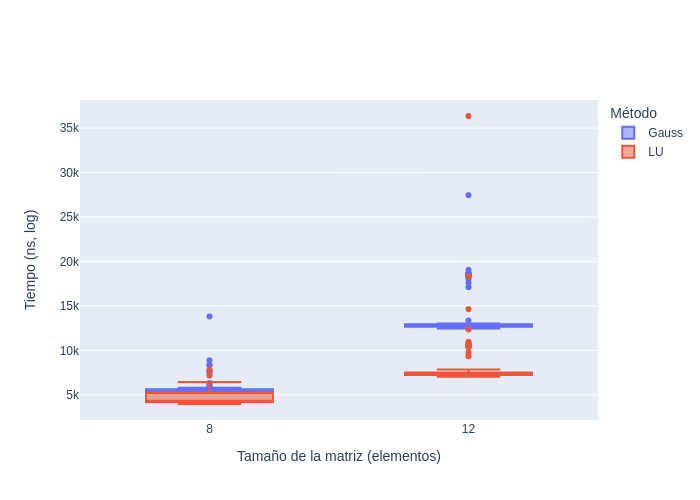 Método
Gauss
LU
35k
30k
25k
20k
15k
10k
5k
Tiempo (ns, log)
8
12
Tamaño de la matriz (elementos)